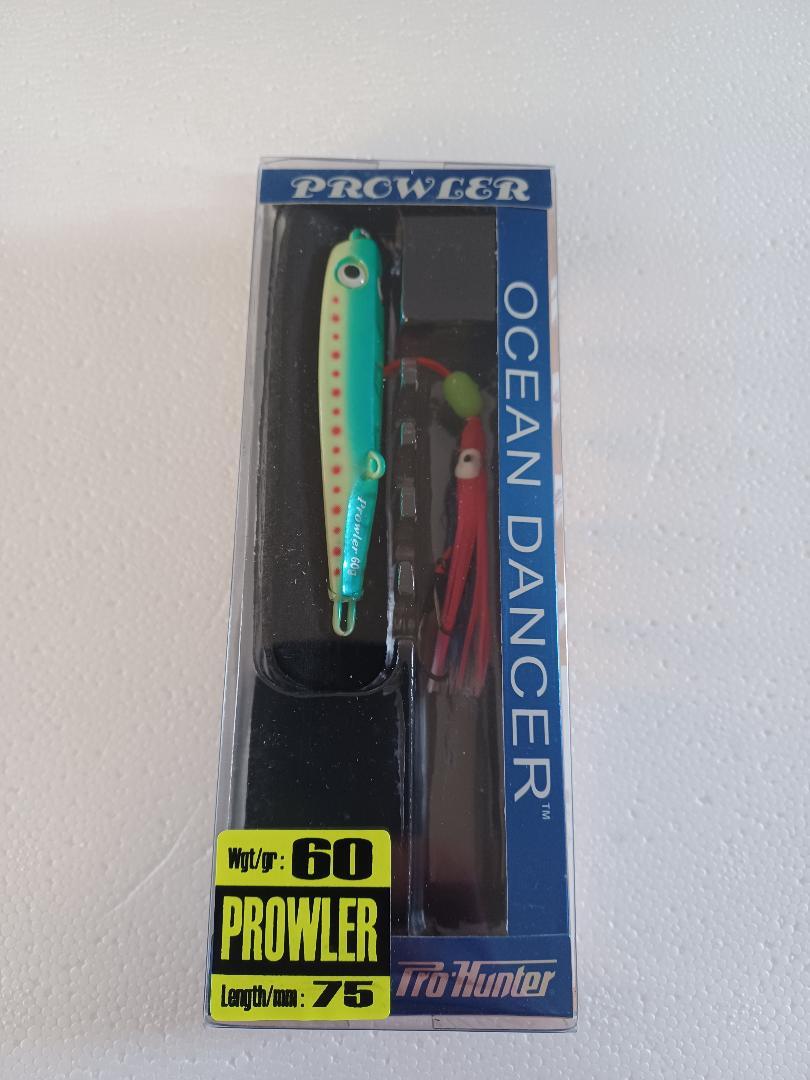 PROWLER
OCEAN DANCER™
Prowler 60g
Wgt/gr: 60
PROWLER
Length/mm: 75
Pro-Hunter